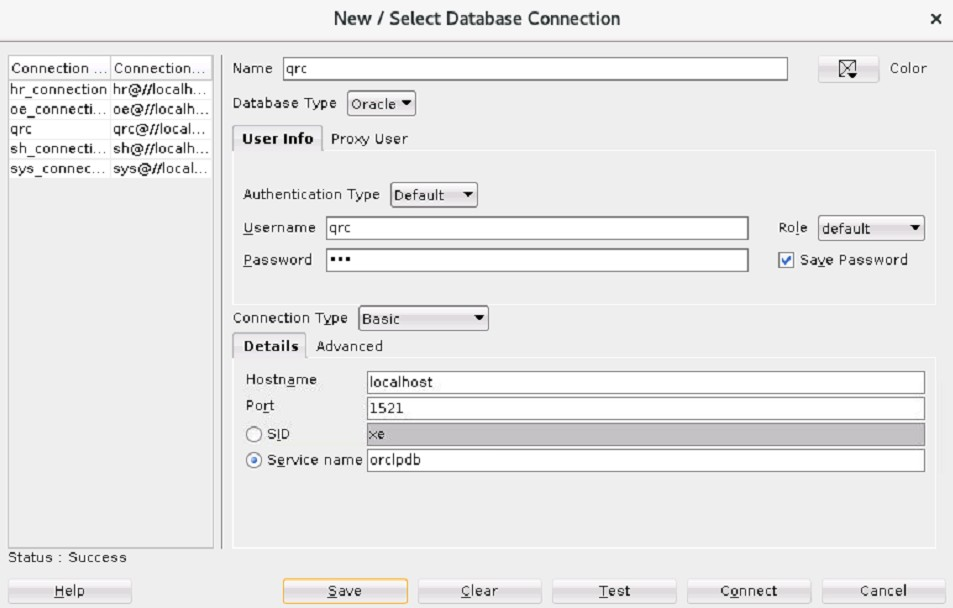 New / Select Database Connection
Connection ... Connection...
hr_connection hr@//localh...
oe_connecti... oe@//localh...
qrc qrc@//local...
sh_connecti... sh@//localh...
sys_connec... sys@//local...
Name qrc Color
Database Type Oracle
User Info Proxy User
Authentication Type Default
Username qrc Role default
Password ••• Save Password
Connection Type Basic
Details Advanced
Hostname localhost
Port 1521
SID xe
Service name orclpdb
Status : Success
Help Save Clear Test Connect Cancel